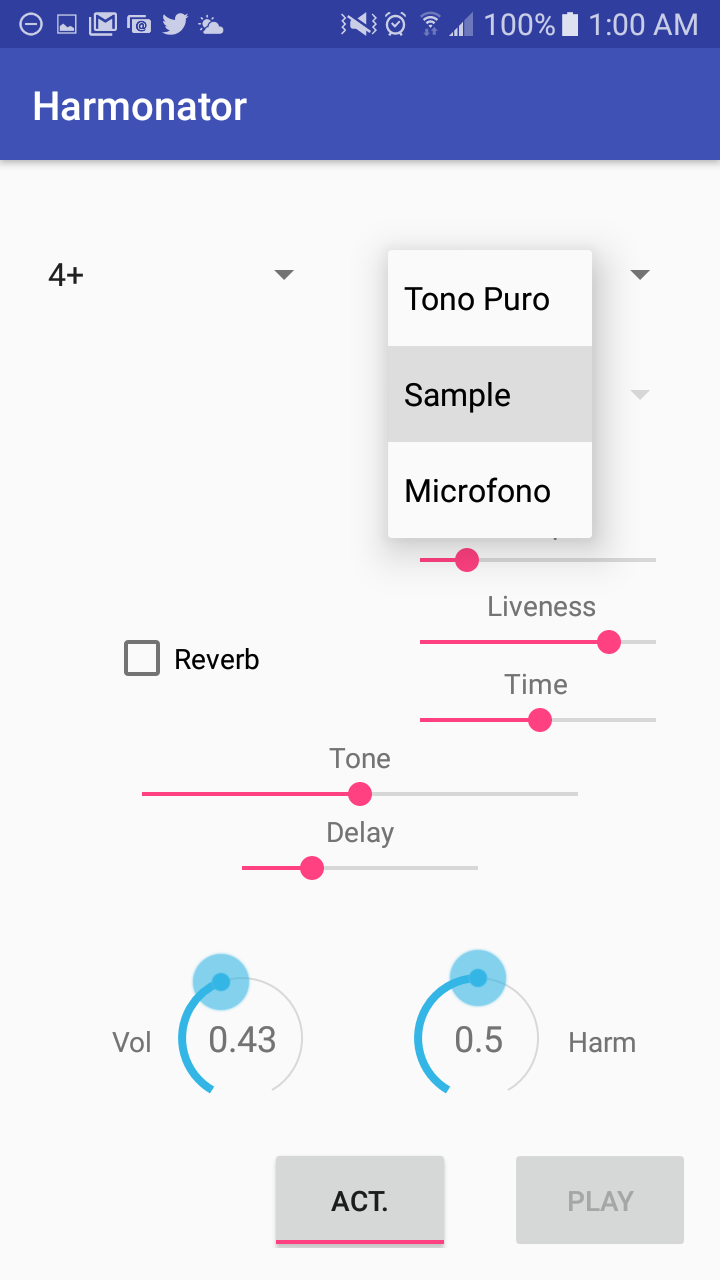 100% 1:00 AM
Harmonator
4+
Tono Puro
Sample
Microfono
Liveness
Reverb
Time
Tone
Delay
Vol 0.43 0.5 Harm
ACT. PLAY